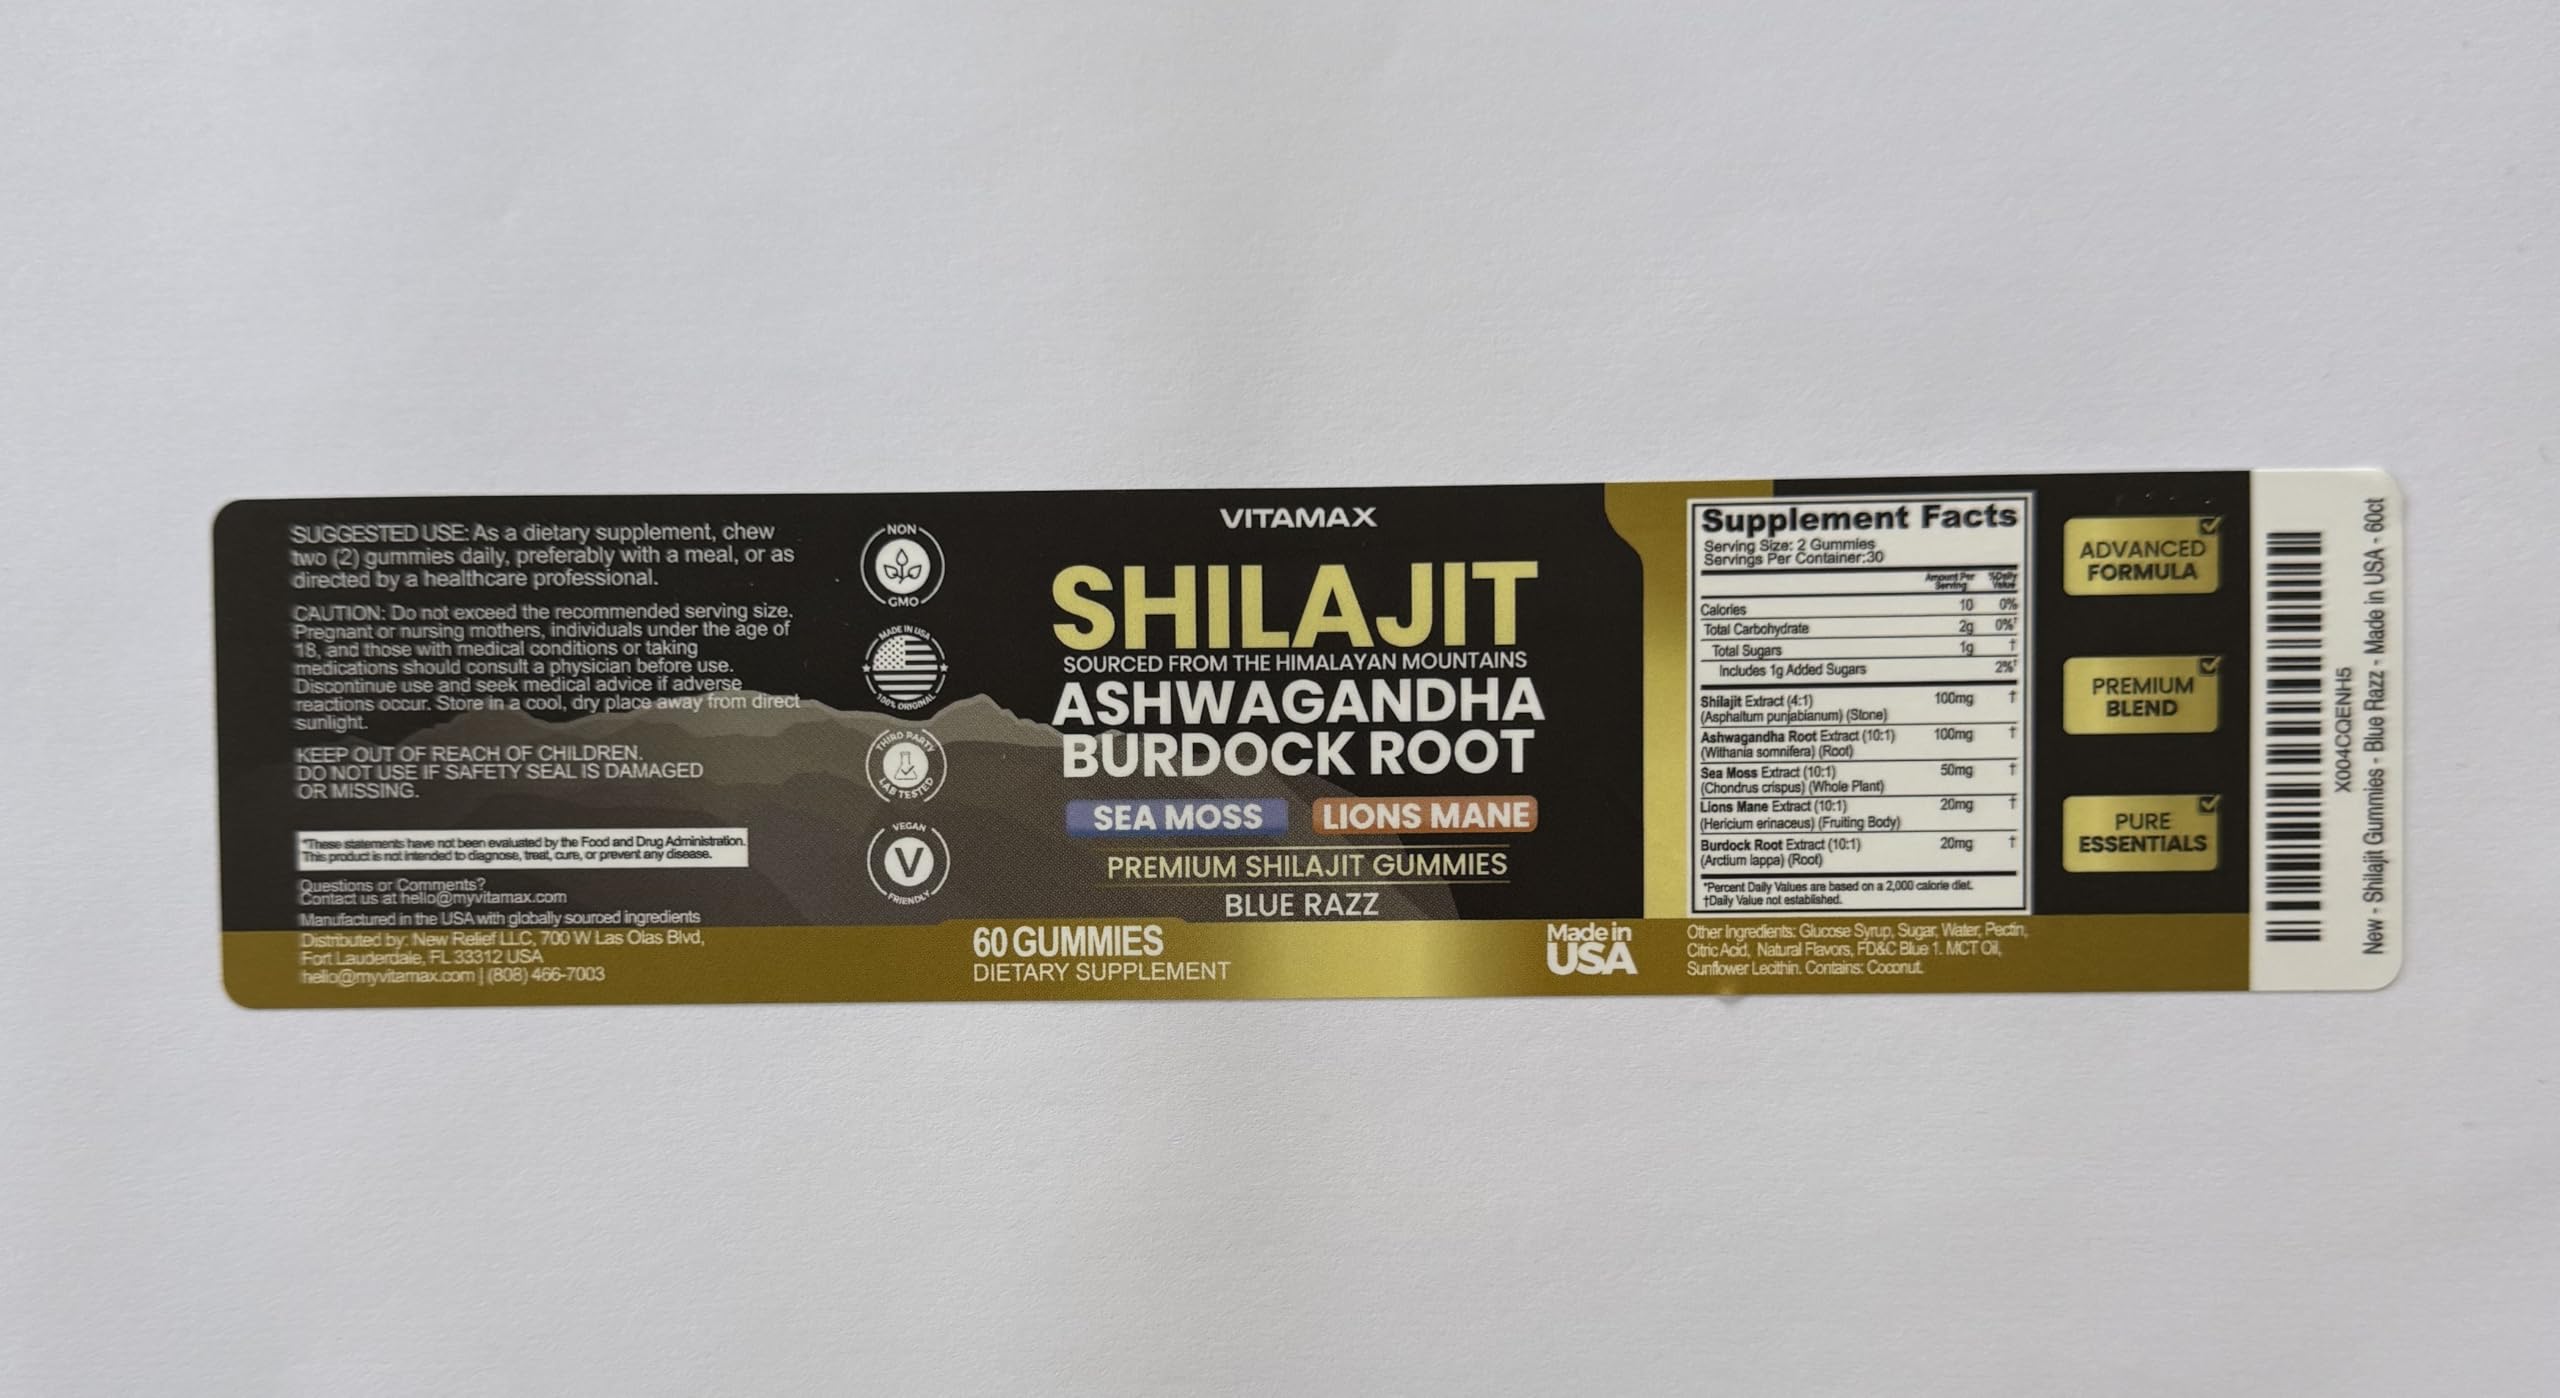 SUGGESTED USE: As a dietary supplement, chew
two (2) gummies daily, preferably with a meal, or as
directed by a healthcare professional.
CAUTION: Do not exceed the recommended serving size.
Pregnant or nursing mothers, individuals under the age of
18, and those with medical conditions or taking
medications should consult a physician before use.
Discontinue use and seek medical advice if adverse
reactions occur. Store in a cool, dry place away from direct
sunlight.
KEEP OUT OF REACH OF CHILDREN.
DO NOT USE IF SAFETY SEAL IS DAMAGED
OR MISSING.
*These statements have not been evaluated by the Food and Drug Administration.
This product is not intended to diagnose, treat, cure, or prevent any disease.
Questions or Comments?
Contact us at hello@myvitamax.com
Manufactured in the USA with globally sourced ingredients
Distributed by: New Relief LLC, 700 W Las Olas Blvd,
Fort Lauderdale, FL 33312 USA
hello@myvitamax.com | (808) 466-7003
NON
GMO
MADE IN USA
100% ORIGINAL
THIRD PARTY
LAB TESTED
VEGAN
V
FRIENDLY
VITAMAX
SHILAJIT
SOURCED FROM THE HIMALAYAN MOUNTAINS
ASHWAGANDHA
BURDOCK ROOT
SEA MOSS LIONS MANE
PREMIUM SHILAJIT GUMMIES
BLUE RAZZ
60 GUMMIES
DIETARY SUPPLEMENT
Made in
USA
Supplement Facts
Serving Size: 2 Gummies
Servings Per Container:30
Amount Per Serving %Daily Value
Calories 10 0%
Total Carbohydrate 2g 0%†
Total Sugars 1g †
Includes 1g Added Sugars 2%†
Shilajit Extract (4:1) 100mg †
(Asphaltum punjabianum) (Stone)
Ashwagandha Root Extract (10:1) 100mg †
(Withania somnifera) (Root)
Sea Moss Extract (10:1) 50mg †
(Chondrus crispus) (Whole Plant)
Lions Mane Extract (10:1) 20mg †
(Hericium erinaceus) (Fruiting Body)
Burdock Root Extract (10:1) 20mg †
(Arctium lappa) (Root)
*Percent Daily Values are based on a 2,000 calorie diet.
†Daily Value not established.
Other Ingredients: Glucose Syrup, Sugar, Water, Pectin,
Citric Acid, Natural Flavors, FD&C Blue 1. MCT Oil,
Sunflower Lecithin. Contains: Coconut.
ADVANCED
FORMULA
PREMIUM
BLEND
PURE
ESSENTIALS
X004CQENH5
New - Shilajit Gummies - Blue Razz - Made in USA - 60ct